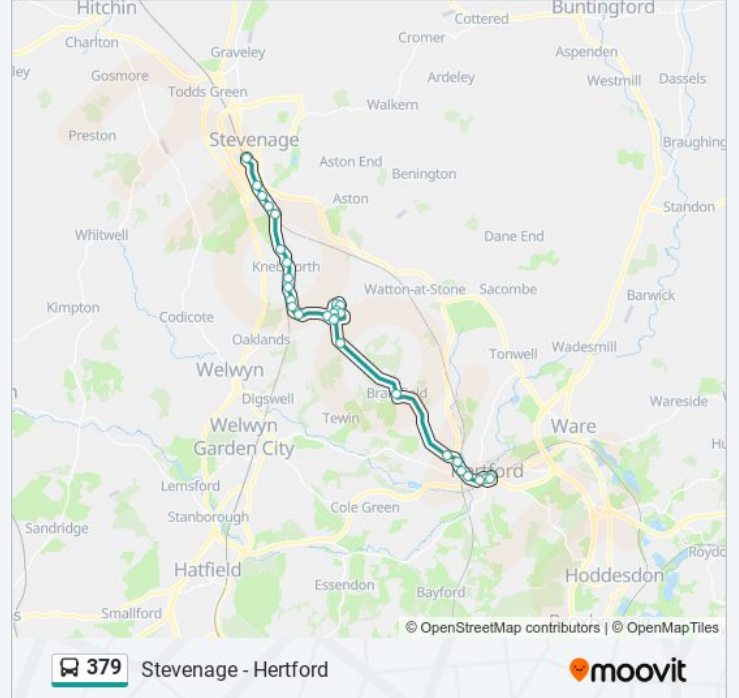 Hitchin
Buntingford
Cottered
Charlton
Cromer
Graveley
Aspenden
ley
Gosmore
Ardeley
Westmill
Dassels
Todds Green
Walkern
Preston
Stevenage
Braughing
Aston End
Benington
Aston
Standon
Whitwell
Dane End
Knebworth
Kimpton
Codicote
Watton-at-Stone
Sacombe
Barwick
Oaklands
Tonwell
Wadesmill
Welwyn
Digswell
Wareside
Tewin
Ware
Welwyn
Garden City
Hu
Lemsford
Hertford
Stanborough
Cole Green
Sandridge
Roydo
Hatfield
Essendon
Bayford
Hoddesdon
Smallford
© OpenStreetMap contributors | © OpenMapTiles
379 Stevenage - Hertford
moovit